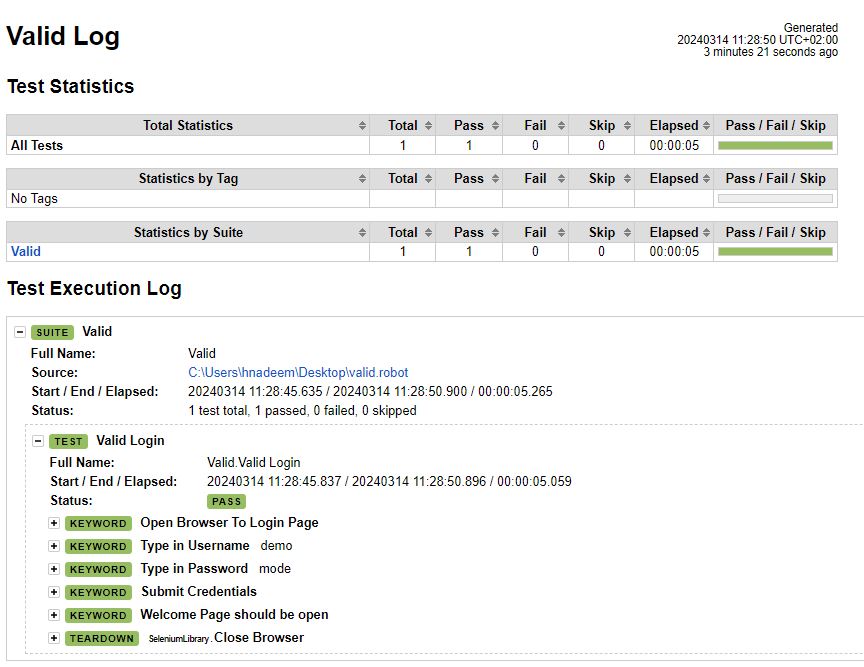 Valid Log
Generated
20240314 11:28:50 UTC+02:00
3 minutes 21 seconds ago
Test Statistics
Total Statistics Total Pass Fail Skip Elapsed Pass / Fail / Skip
All Tests 1 1 0 0 00:00:05
Statistics by Tag Total Pass Fail Skip Elapsed Pass / Fail / Skip
No Tags
Statistics by Suite Total Pass Fail Skip Elapsed Pass / Fail / Skip
Valid 1 1 0 0 00:00:05
Test Execution Log
SUITE Valid
Full Name: Valid
Source: C:\Users\hnadeem\Desktop\valid.robot
Start / End / Elapsed: 20240314 11:28:45.635 / 20240314 11:28:50.900 / 00:00:05.265
Status: 1 test total, 1 passed, 0 failed, 0 skipped
TEST Valid Login
Full Name: Valid.Valid Login
Start / End / Elapsed: 20240314 11:28:45.837 / 20240314 11:28:50.896 / 00:00:05.059
Status: PASS
KEYWORD Open Browser To Login Page
KEYWORD Type in Username demo
KEYWORD Type in Password mode
KEYWORD Submit Credentials
KEYWORD Welcome Page should be open
TEARDOWN SeleniumLibrary.Close Browser